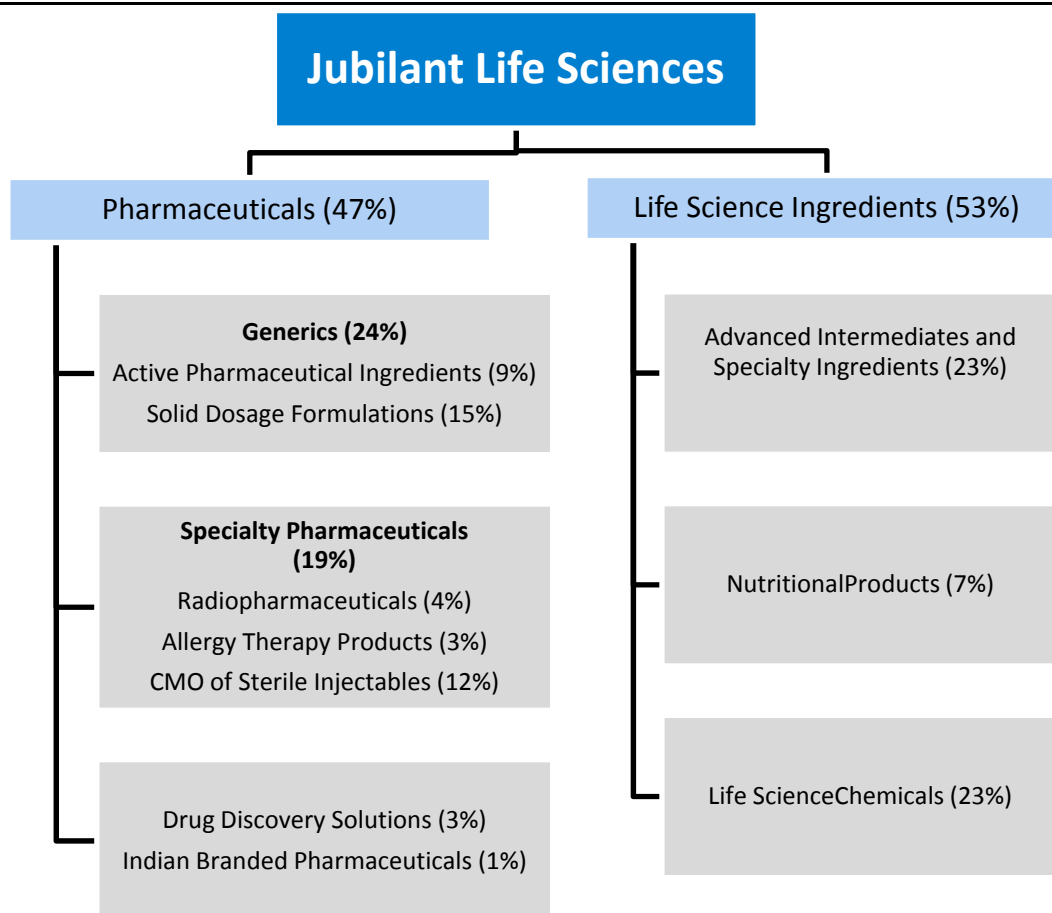 Jubilant Life Sciences
Pharmaceuticals (47%)
Life Science Ingredients (53%)
Generics (24%)
Active Pharmaceutical Ingredients (9%)
Solid Dosage Formulations (15%)
Specialty Pharmaceuticals
(19%)
Radiopharmaceuticals (4%)
Allergy Therapy Products (3%)
CMO of Sterile Injectables (12%)
Drug Discovery Solutions (3%)
Indian Branded Pharmaceuticals (1%)
Advanced Intermediates and
Specialty Ingredients (23%)
NutritionalProducts (7%)
Life ScienceChemicals (23%)